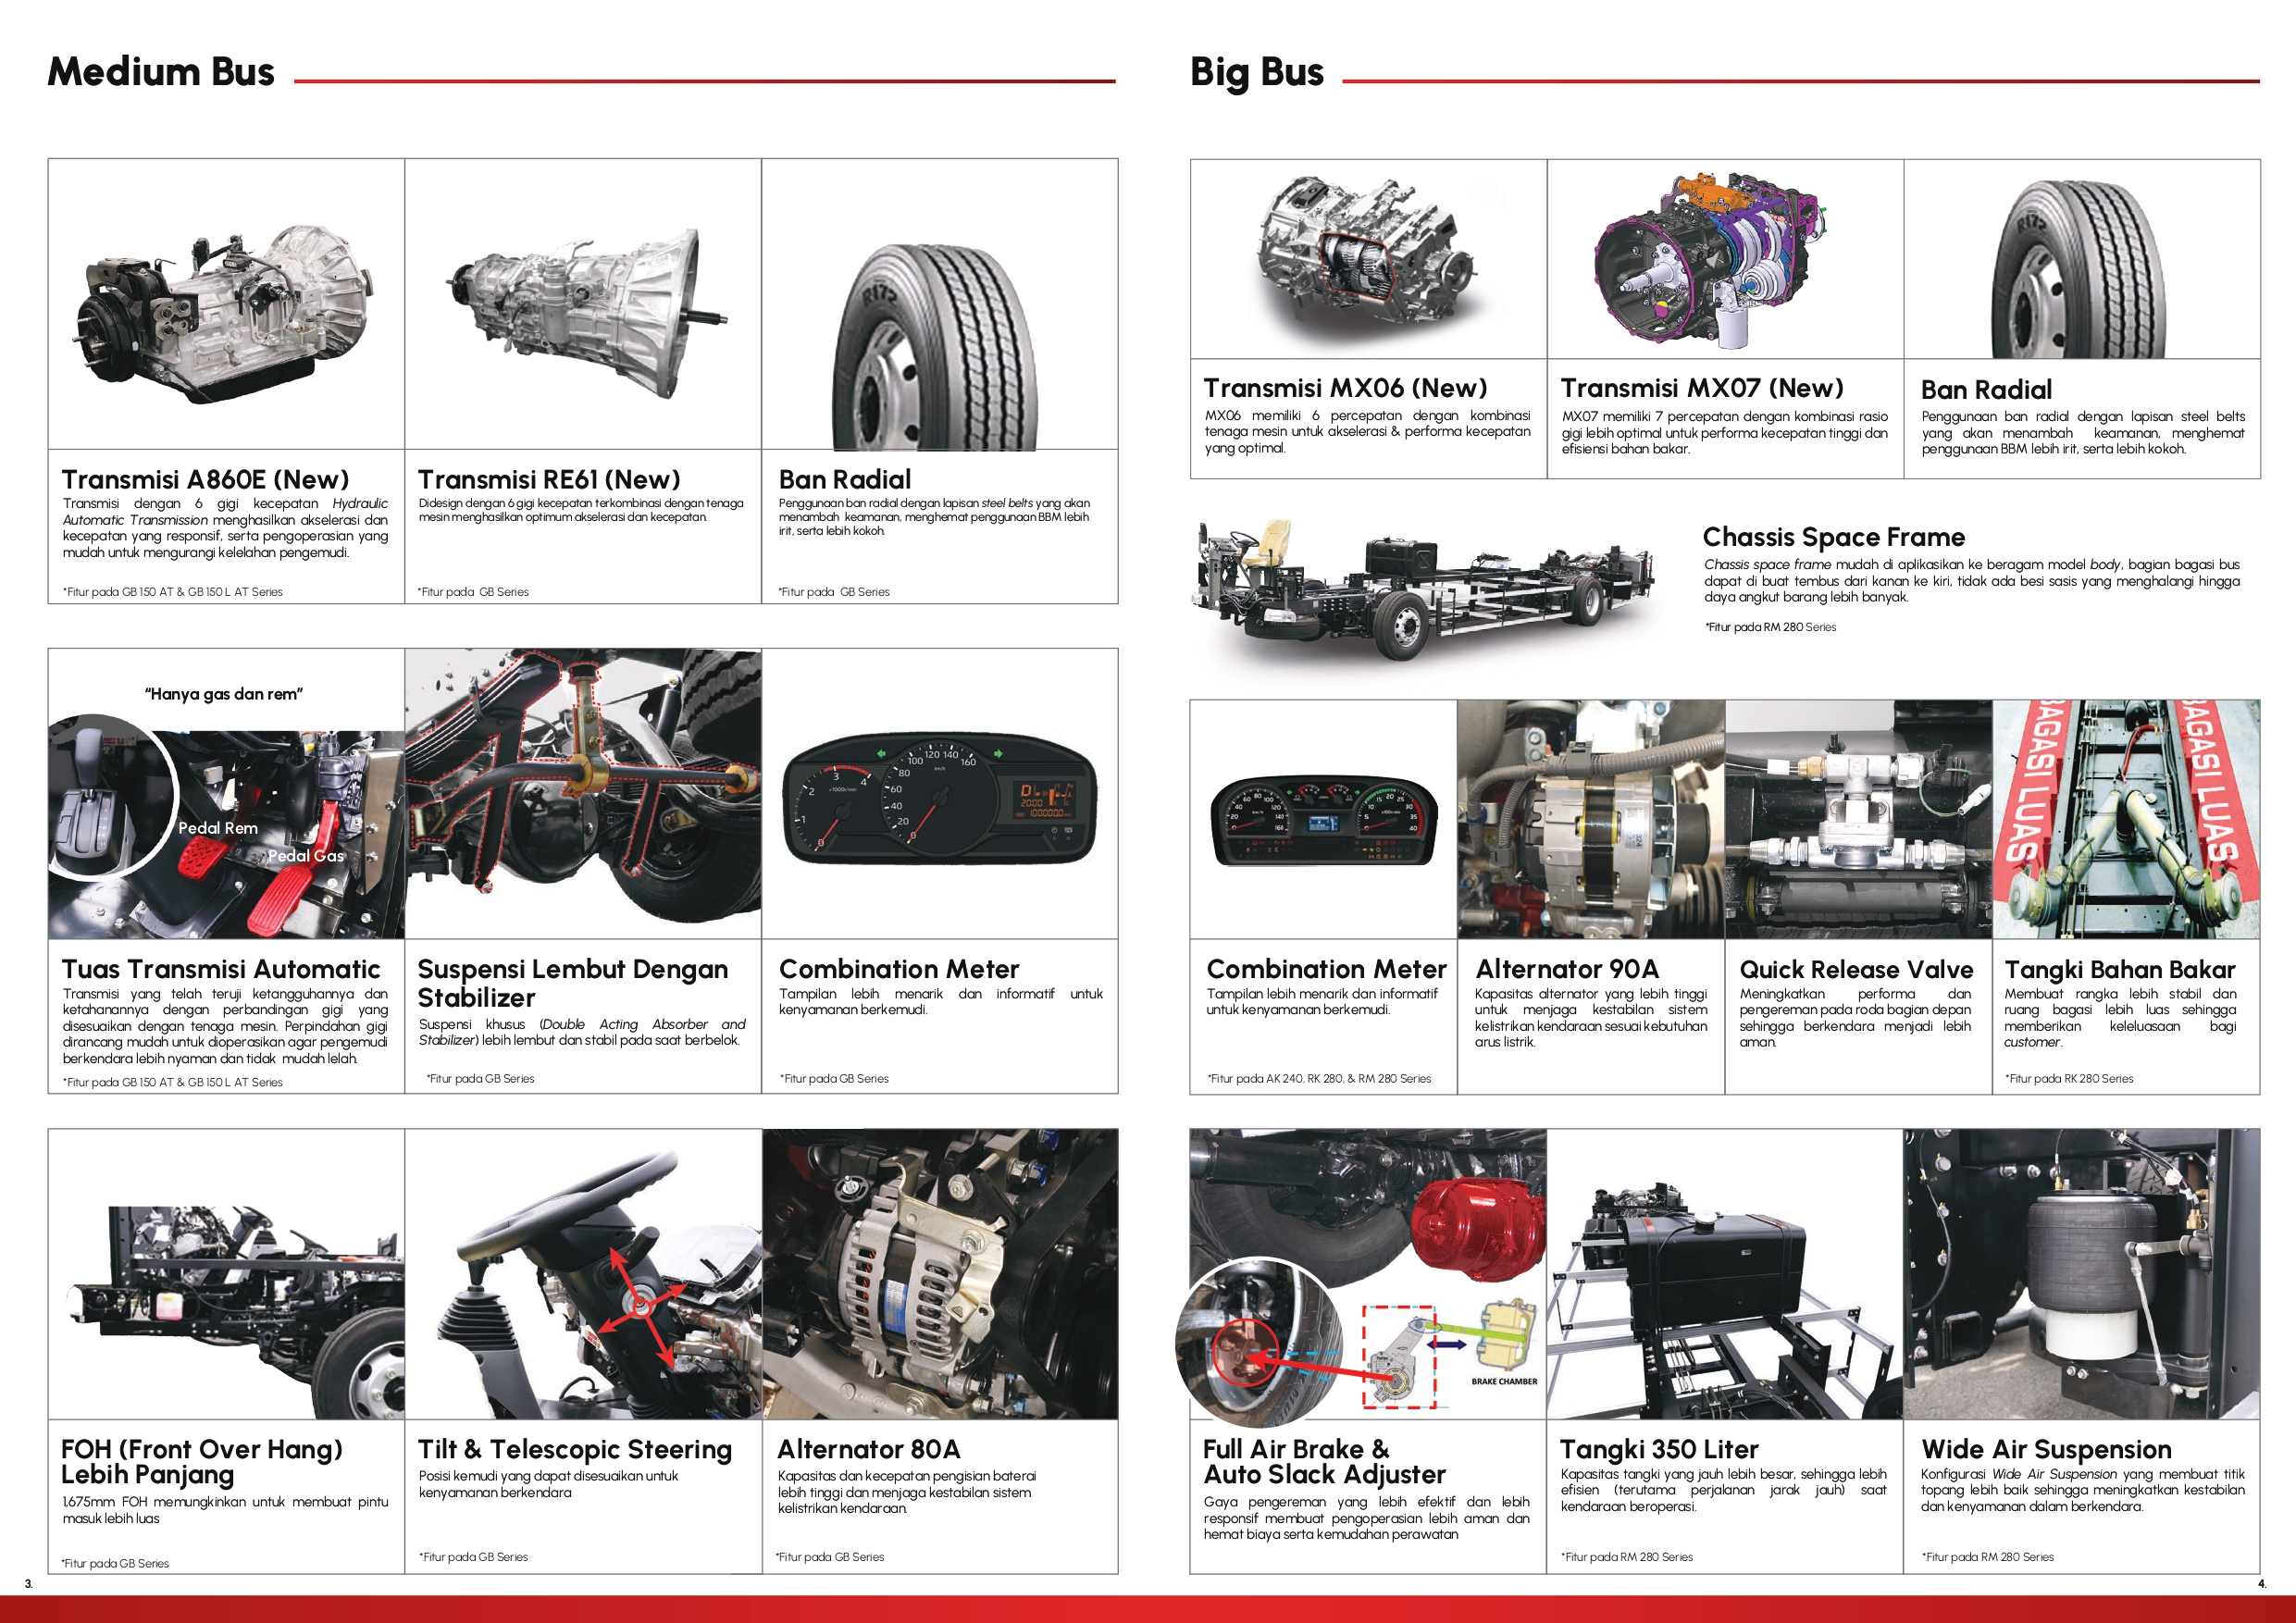 Medium Bus
R172
Transmisi A860E (New)
Transmisi dengan 6 gigi kecepatan Hydraulic
Automatic Transmission menghasilkan akselerasi dan
kecepatan yang responsif, serta pengoperasian yang
mudah untuk mengurangi kelelahan pengemudi.
*Fitur pada GB 150 AT & GB 150 L AT Series
Transmisi RE61 (New)
Didesign dengan 6 gigi kecepatan terkombinasi dengan tenaga
mesin menghasilkan optimum akselerasi dan kecepatan.
*Fitur pada GB Series
Ban Radial
Penggunaan ban radial dengan lapisan steel belts yang akan
menambah keamanan, menghemat penggunaan BBM lebih
irit, serta lebih kokoh.
*Fitur pada GB Series
“Hanya gas dan rem”
Pedal Rem
Pedal Gas
Tuas Transmisi Automatic
Transmisi yang telah teruji ketangguhannya dan
ketahanannya dengan perbandingan gigi yang
disesuaikan dengan tenaga mesin. Perpindahan gigi
dirancang mudah untuk dioperasikan agar pengemudi
berkendara lebih nyaman dan tidak mudah lelah.
*Fitur pada GB 150 AT & GB 150 L AT Series
Suspensi Lembut Dengan
Stabilizer
Suspensi khusus (Double Acting Absorber and
Stabilizer) lebih lembut dan stabil pada saat berbelok.
*Fitur pada GB Series
0 1 2 3 4
x1000r/min
0 20 40 60 80 100 120 140 160
km/h
Combination Meter
Tampilan lebih menarik dan informatif untuk
kenyamanan berkemudi.
*Fitur pada GB Series
FOH (Front Over Hang)
Lebih Panjang
1,675mm FOH memungkinkan untuk membuat pintu
masuk lebih luas
*Fitur pada GB Series
Tilt & Telescopic Steering
Posisi kemudi yang dapat disesuaikan untuk
kenyamanan berkendara
*Fitur pada GB Series
Alternator 80A
Kapasitas dan kecepatan pengisian baterai
lebih tinggi dan menjaga kestabilan sistem
kelistrikan kendaraan.
*Fitur pada GB Series
3.
Big Bus
R172
Transmisi MX06 (New)
MX06 memiliki 6 percepatan dengan kombinasi
tenaga mesin untuk akselerasi & performa kecepatan
yang optimal.
Transmisi MX07 (New)
MX07 memiliki 7 percepatan dengan kombinasi rasio
gigi lebih optimal untuk performa kecepatan tinggi dan
efisiensi bahan bakar.
Ban Radial
Penggunaan ban radial dengan lapisan steel belts
yang akan menambah keamanan, menghemat
penggunaan BBM lebih irit, serta lebih kokoh.
Chassis Space Frame
Chassis space frame mudah di aplikasikan ke beragam model body, bagian bagasi bus
dapat di buat tembus dari kanan ke kiri, tidak ada besi sasis yang menghalangi hingga
daya angkut barang lebih banyak.
*Fitur pada RM 280 Series
Combination Meter
Tampilan lebih menarik dan informatif
untuk kenyamanan berkemudi.
*Fitur pada AK 240, RK 280, & RM 280 Series
Alternator 90A
Kapasitas alternator yang lebih tinggi
untuk menjaga kestabilan sistem
kelistrikan kendaraan sesuai kebutuhan
arus listrik.
Quick Release Valve
Meningkatkan performa dan
pengereman pada roda bagian depan
sehingga berkendara menjadi lebih
aman.
BAGASI LUAS
BAGASI LUAS
Tangki Bahan Bakar
Membuat rangka lebih stabil dan
ruang bagasi lebih luas sehingga
memberikan keleluasaan bagi
customer.
*Fitur pada RK 280 Series
BRAKE CHAMBER
Full Air Brake &
Auto Slack Adjuster
Gaya pengereman yang lebih efektif dan lebih
responsif membuat pengoperasian lebih aman dan
hemat biaya serta kemudahan perawatan
Tangki 350 Liter
Kapasitas tangki yang jauh lebih besar, sehingga lebih
efisien (terutama perjalanan jarak jauh) saat
kendaraan beroperasi.
*Fitur pada RM 280 Series
Wide Air Suspension
Konfigurasi Wide Air Suspension yang membuat titik
topang lebih baik sehingga meningkatkan kestabilan
dan kenyamanan dalam berkendara.
*Fitur pada RM 280 Series
4.